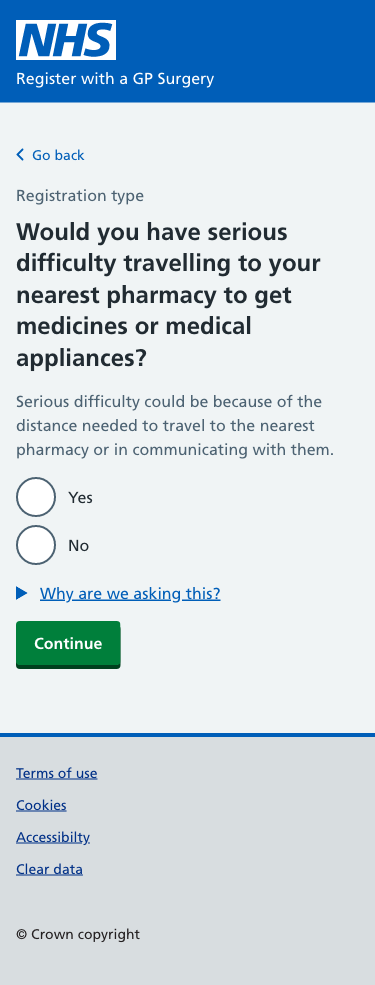 NHS
Register with a GP Surgery
Go back
Registration type
Would you have serious
difficulty travelling to your
nearest pharmacy to get
medicines or medical
appliances?
Serious difficulty could be because of the
distance needed to travel to the nearest
pharmacy or in communicating with them.
Yes
No
Why are we asking this?
Continue
Terms of use
Cookies
Accessibilty
Clear data
© Crown copyright